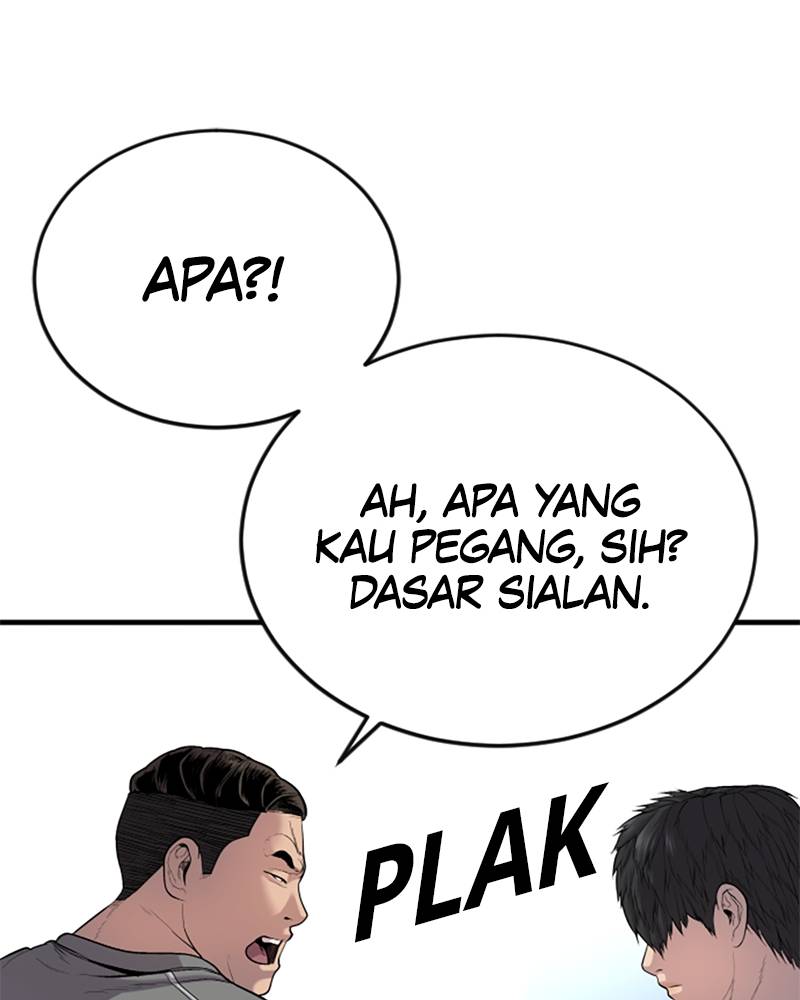 APA?!
AH, APA YANG
KAU PEGANG, SIH?
DASAR SIALAN.
PLAK